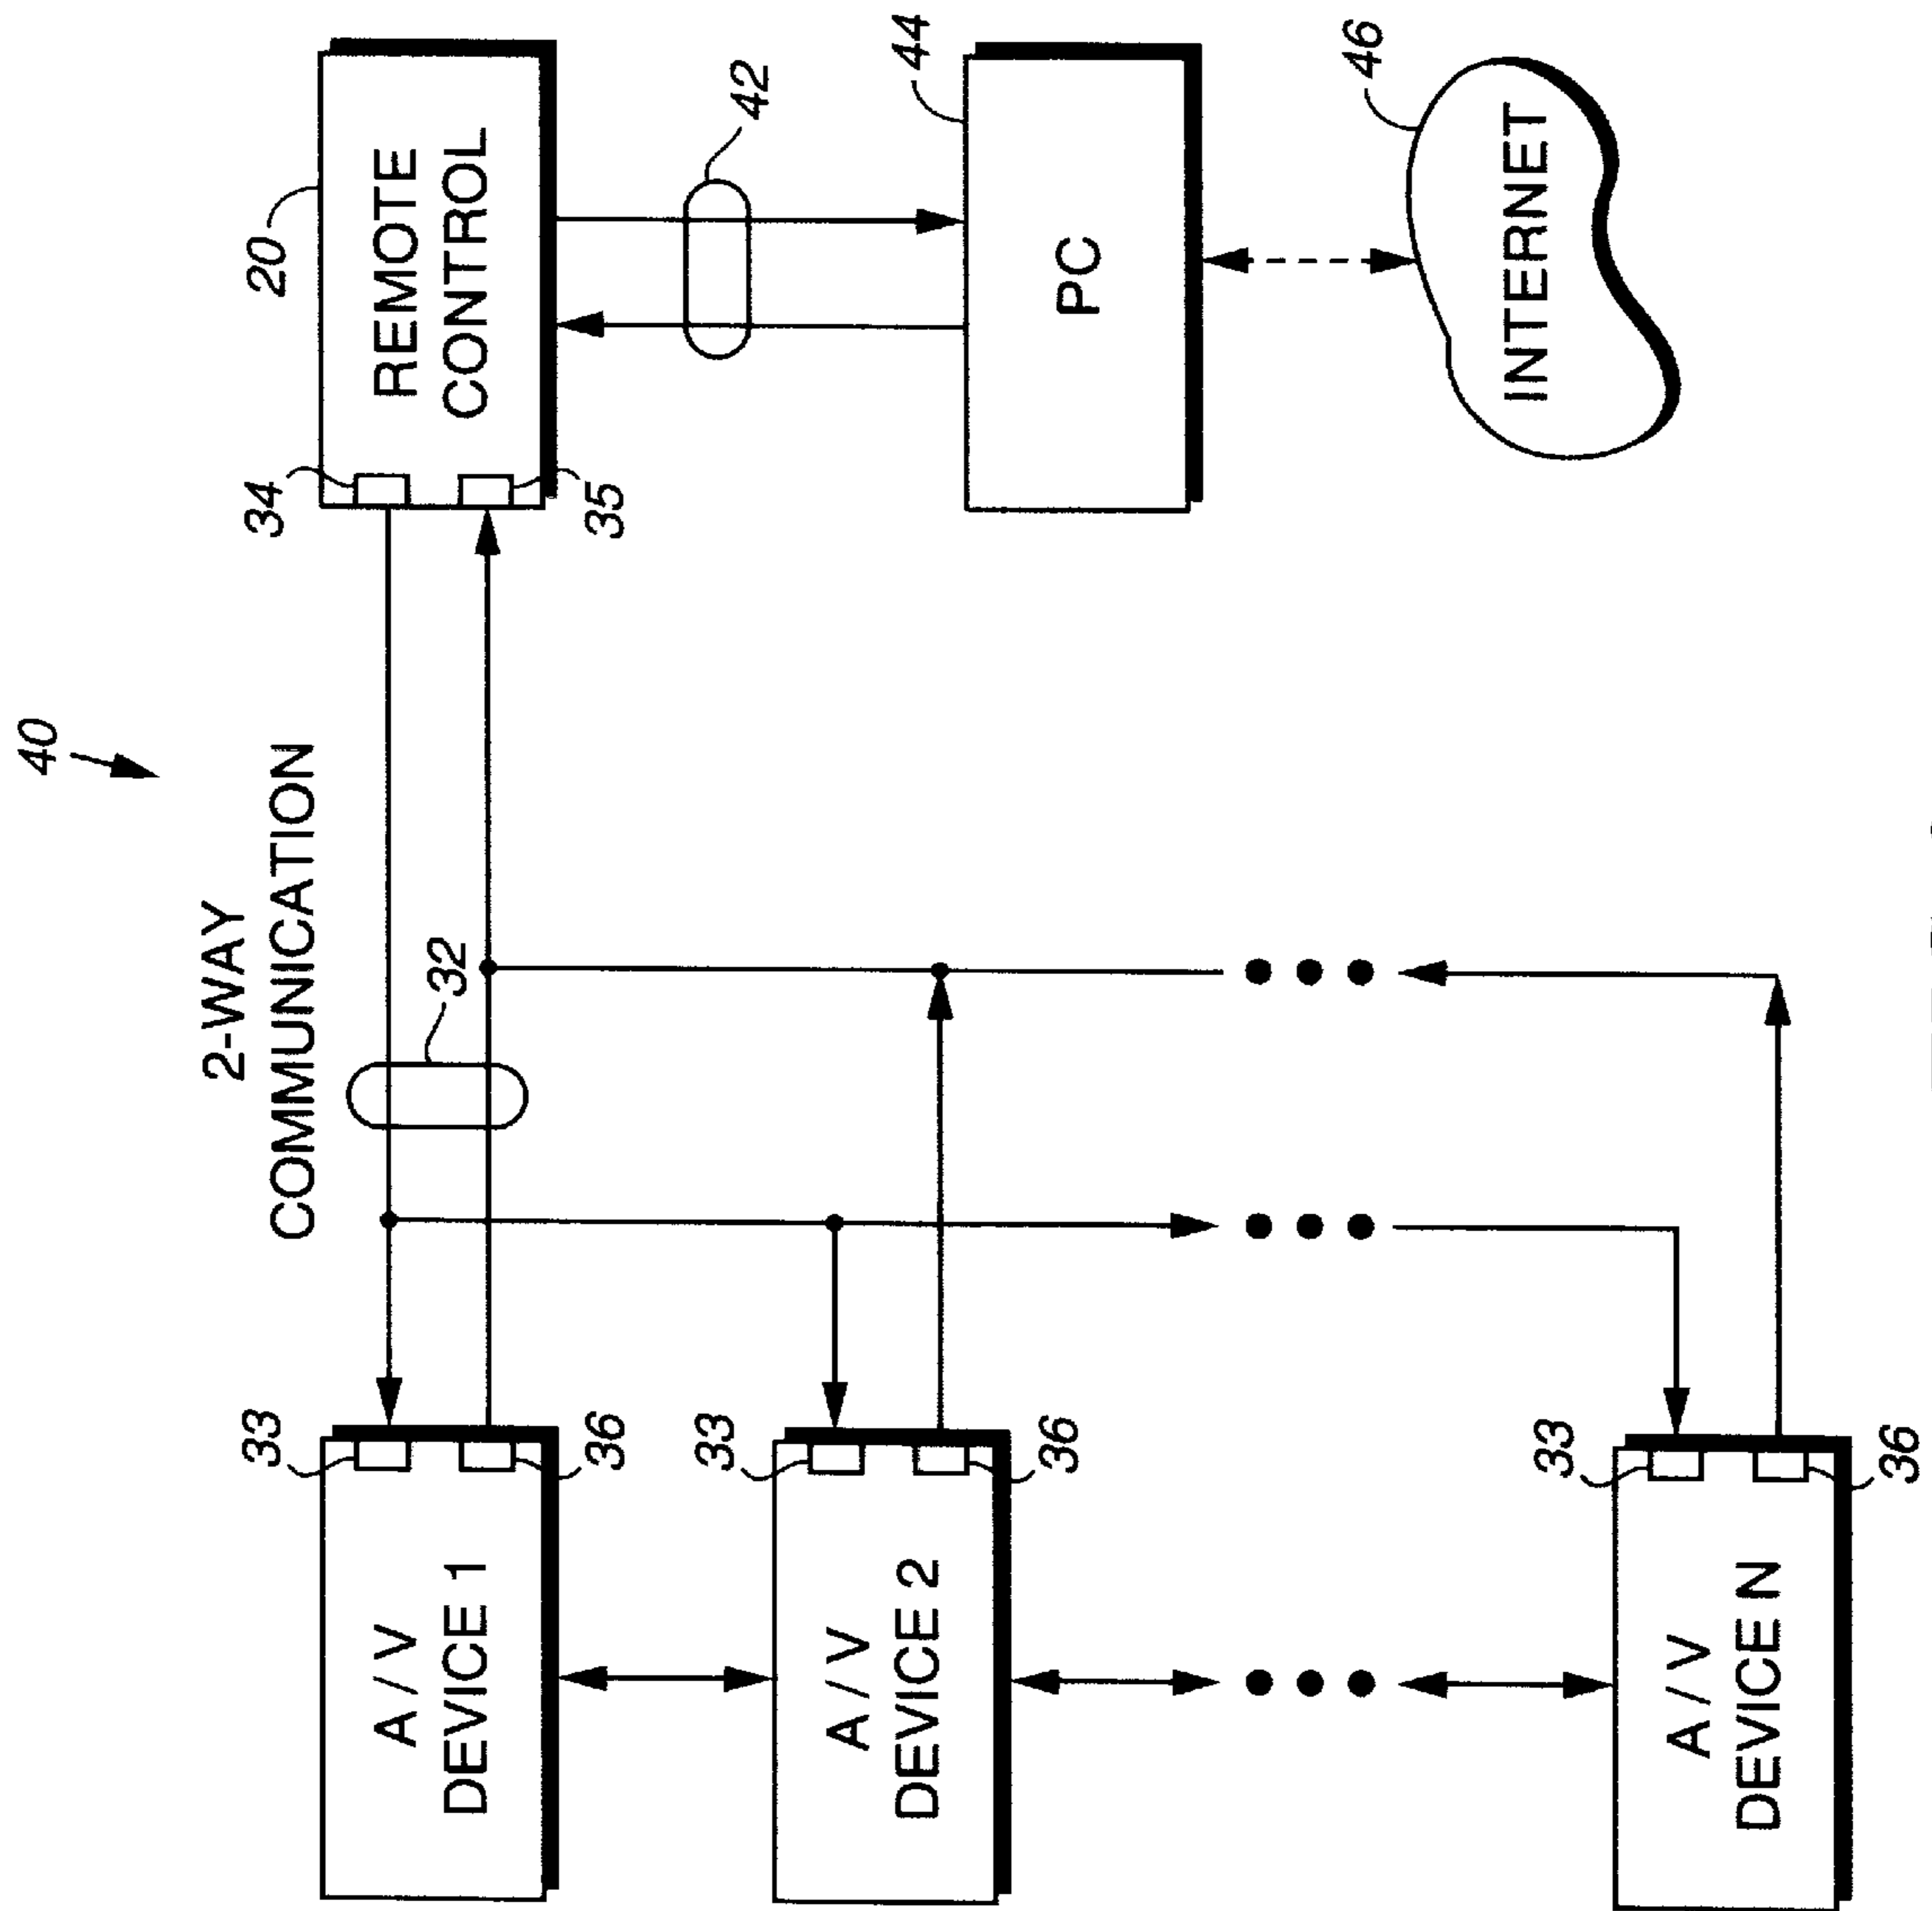 40
2-WAY
COMMUNICATION
32
20
REMOTE
CONTROL
34
35
42
44
PC
46
INTERNET
A/V
DEVICE 1
33
36
A/V
DEVICE 2
33
36
A/V
DEVICE N
33
36